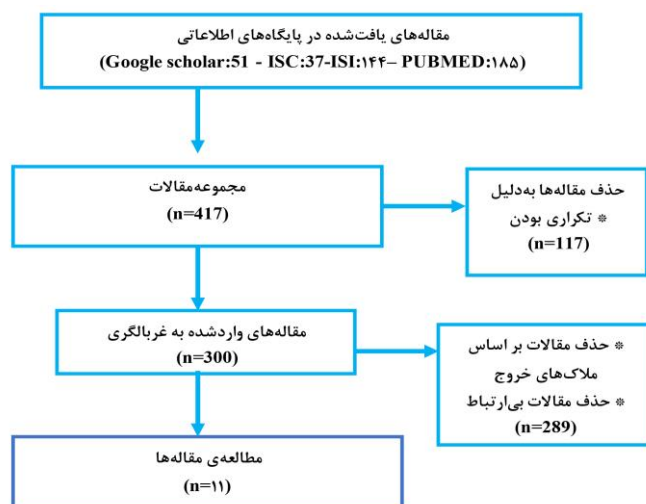 مقاله‌های یافت‌شده در پایگاه‌های اطلاعاتی
(Google scholar:51 - ISC:37-ISI:۱۴۴– PUBMED:۱۸۵)
مجموعه‌مقالات
(n=417)
حذف مقاله‌ها به‌دلیل
* تکراری بودن
(n=117)
مقاله‌های واردشده به غربالگری
(n=300)
* حذف مقالات بر اساس
ملاک‌های خروج
* حذف مقالات بی‌ارتباط
(n=289)
مطالعه‌ی مقاله‌ها
(n=۱۱)